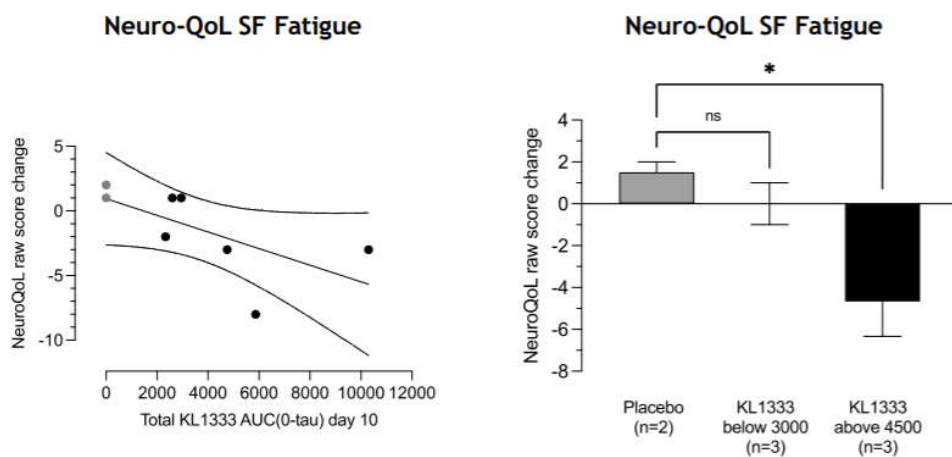 Neuro-QoL SF Fatigue
NeuroQoL raw score change
5
0
-5
-10
0 2000 4000 6000 8000 10000 12000
Total KL1333 AUC(0-tau) day 10
Neuro-QoL SF Fatigue
*
ns
NeuroQoL raw score change
4
2
0
-2
-4
-6
-8
Placebo
(n=2)
KL1333
below 3000
(n=3)
KL1333
above 4500
(n=3)